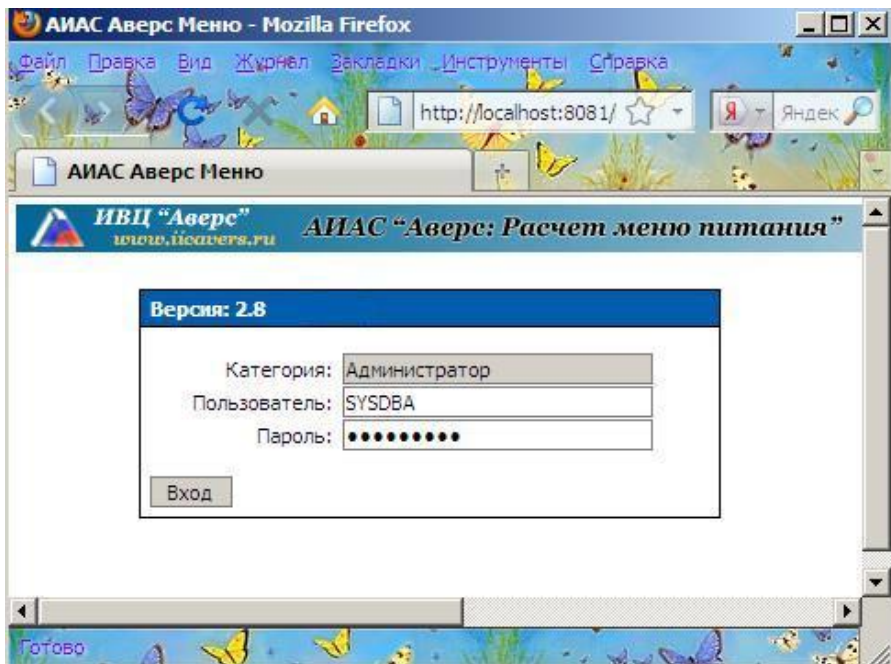 АИАС Аверс Меню - Mozilla Firefox
Файл Правка Вид Журнал Закладки Инструменты Справка
http://localhost:8081/ Я Яндек
АИАС Аверс Меню
ИВЦ “Аверс”
www.iicavers.ru
АИАС “Аверс: Расчет меню питания”
Версия: 2.8
Категория: Администратор
Пользователь: SYSDBA
Пароль: •••••••••
Вход
Готово